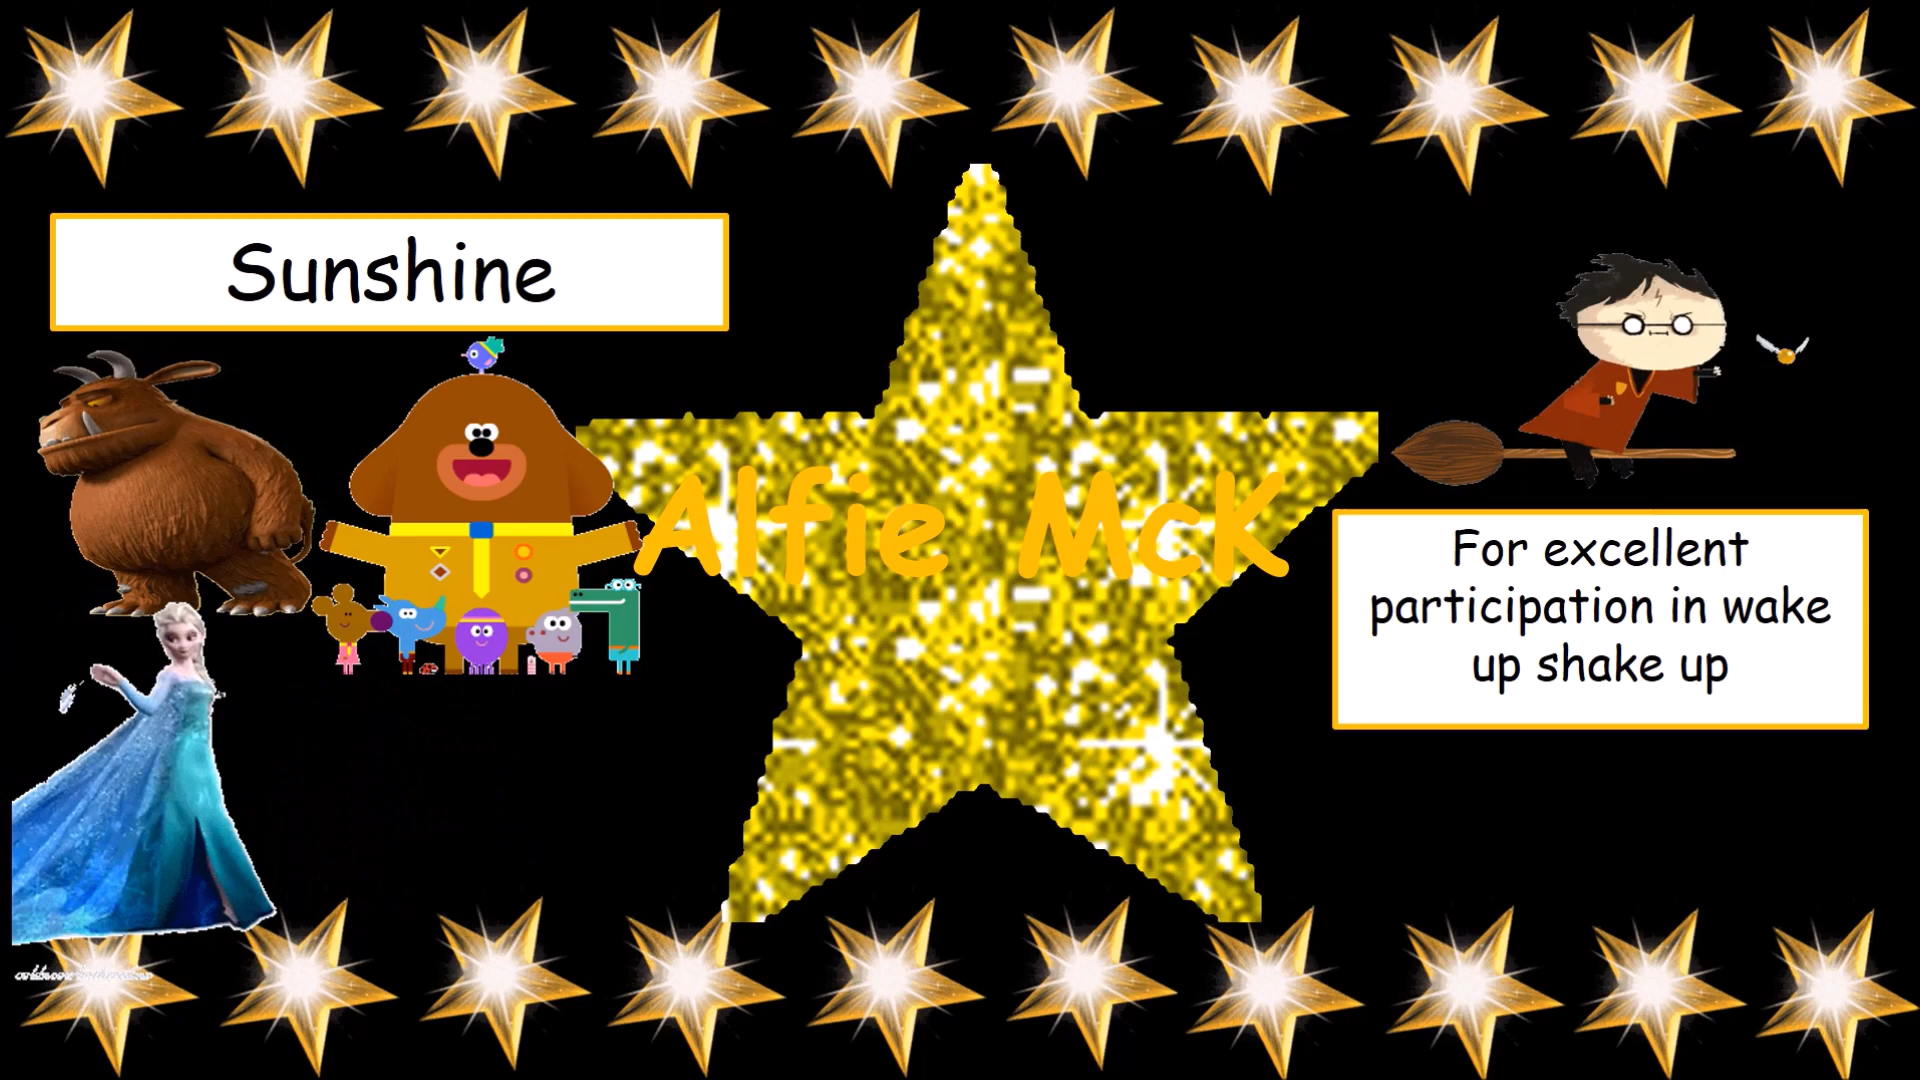 Sunshine
Alfie McK
For excellent
participation in wake
up shake up